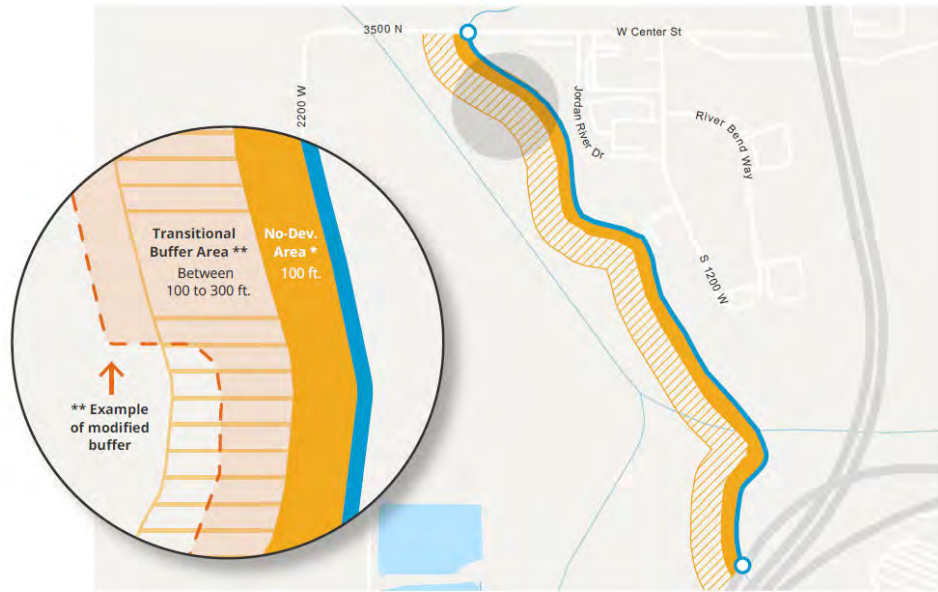 3500 N
W Center St
2200 W
Jordan River Dr
River Bend Way
S 1200 W
Transitional
Buffer Area **
Between
100 to 300 ft.
No-Dev.
Area *
100 ft.
** Example
of modified
buffer